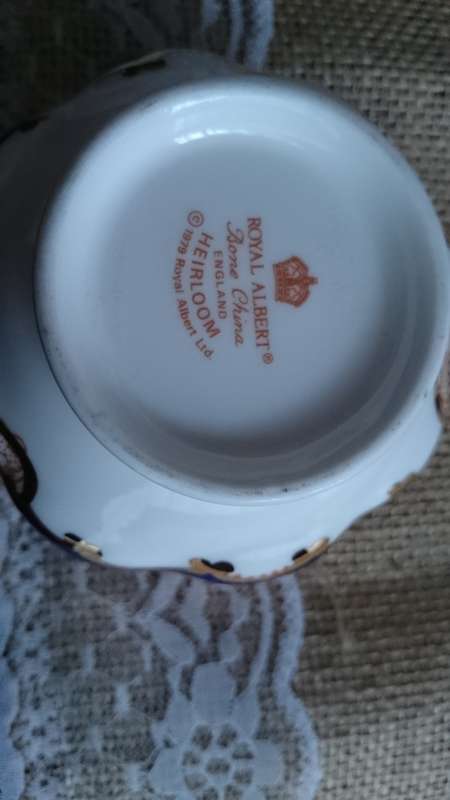 ROYAL ALBERT®
Bone China
ENGLAND
HEIRLOOM
© 1979 Royal Albert Ltd.